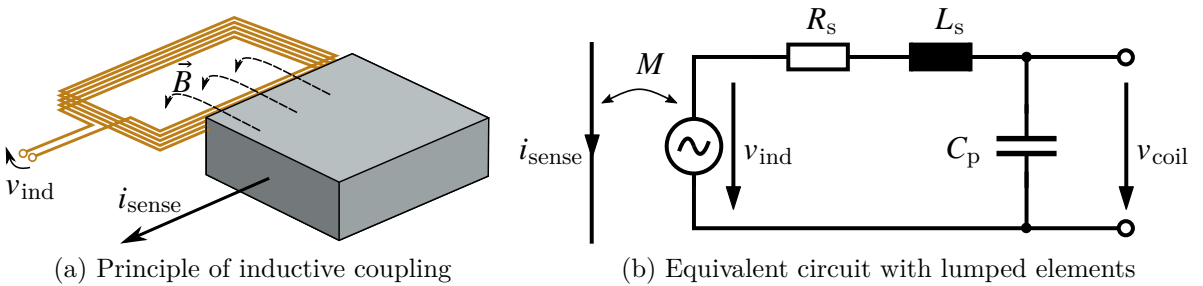 B⃗
v_ind
i_sense
(a) Principle of inductive coupling
R_s
L_s
M
i_sense
v_ind
C_p
v_coil
(b) Equivalent circuit with lumped elements